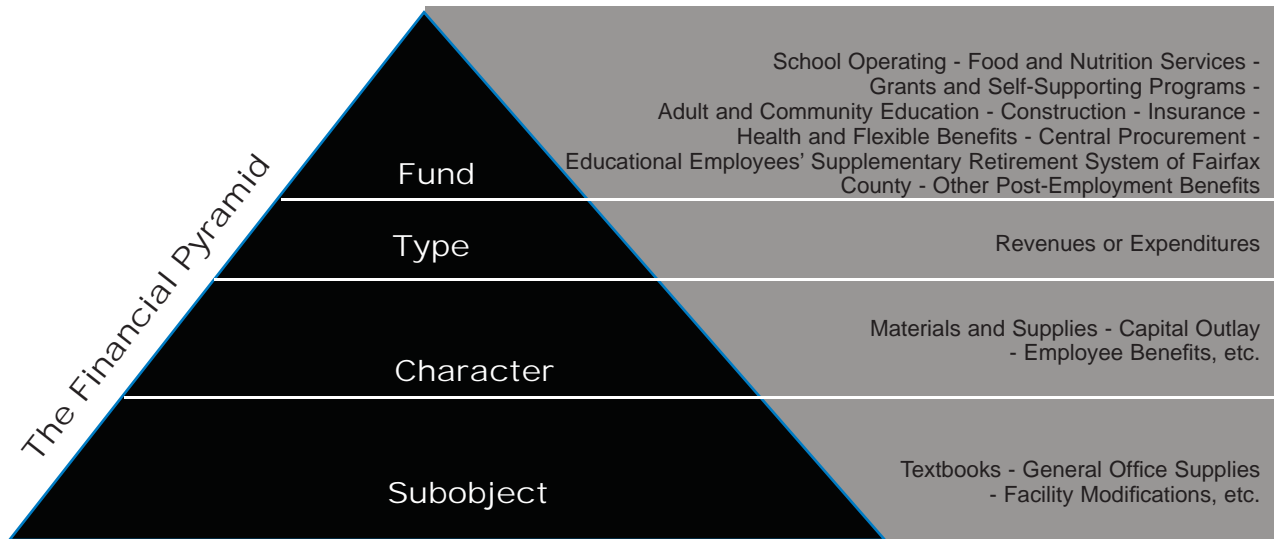 The Financial Pyramid
School Operating - Food and Nutrition Services -
Grants and Self-Supporting Programs -
Adult and Community Education - Construction - Insurance -
Health and Flexible Benefits - Central Procurement -
Educational Employees' Supplementary Retirement System of Fairfax
County - Other Post-Employment Benefits
Fund
Type
Revenues or Expenditures
Materials and Supplies - Capital Outlay
- Employee Benefits, etc.
Character
Textbooks - General Office Supplies
- Facility Modifications, etc.
Subobject